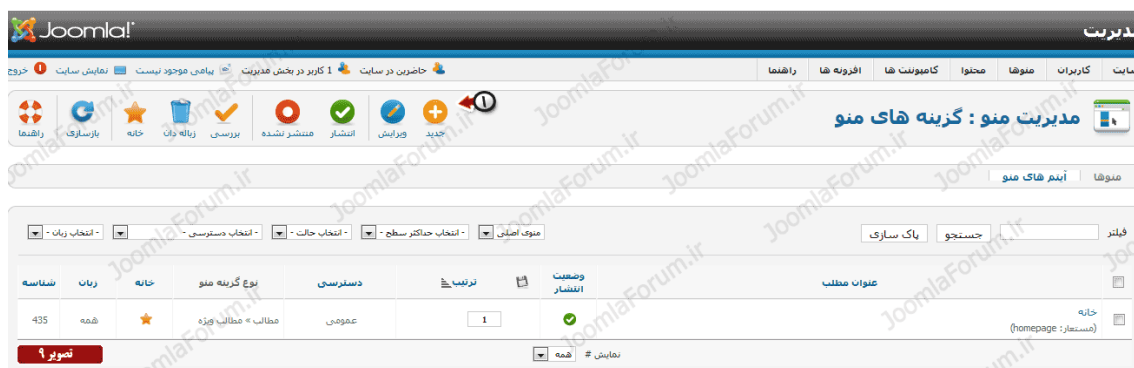 Joomla!
مدیریت
سایت کاربران منوها محتوا کامپوننت ها افزونه ها راهنما
حاضرین در سایت 1 کاربر در بخش مدیریت پیامی موجود نیست نمایش سایت خروج
مدیریت منو : گزینه های منو
جدید ویرایش انتشار منتشر نشده بررسی زباله دان خانه بازسازی راهنما
1
منوها آیتم های منو
فیلتر جستجو پاک سازی
منوی اصلی - انتخاب حداکثر سطح - - انتخاب حالت - - انتخاب دسترسی - - انتخاب زبان -
عنوان مطلب وضعیت انتشار ترتیب دسترسی نوع گزینه منو خانه زبان شناسه
خانه
(مستعار: homepage) 1 عمومی مطالب » مطالب ویژه همه 435
نمایش # همه
تصویر ۹
JoomlaForum.ir